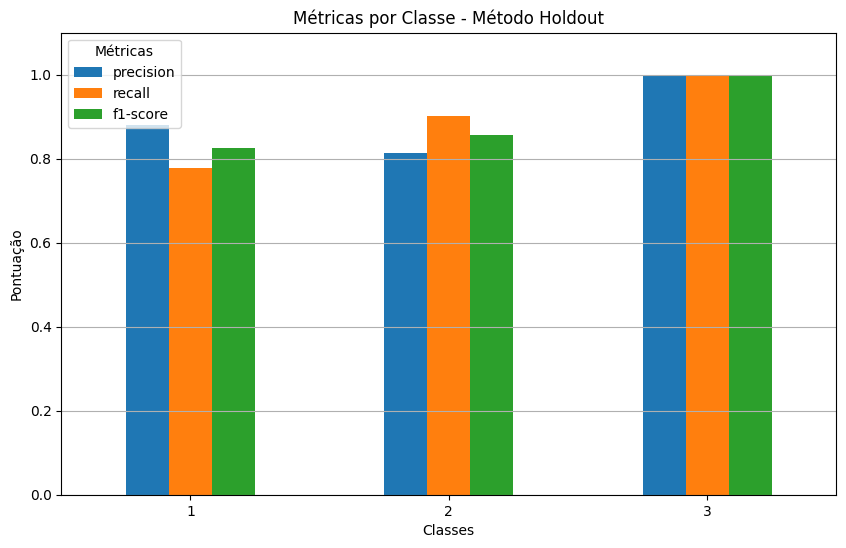 Métricas por Classe - Método Holdout
Métricas
precision
recall
f1-score
1.0
0.8
0.6
0.4
0.2
0.0
Pontuação
1 2 3
Classes